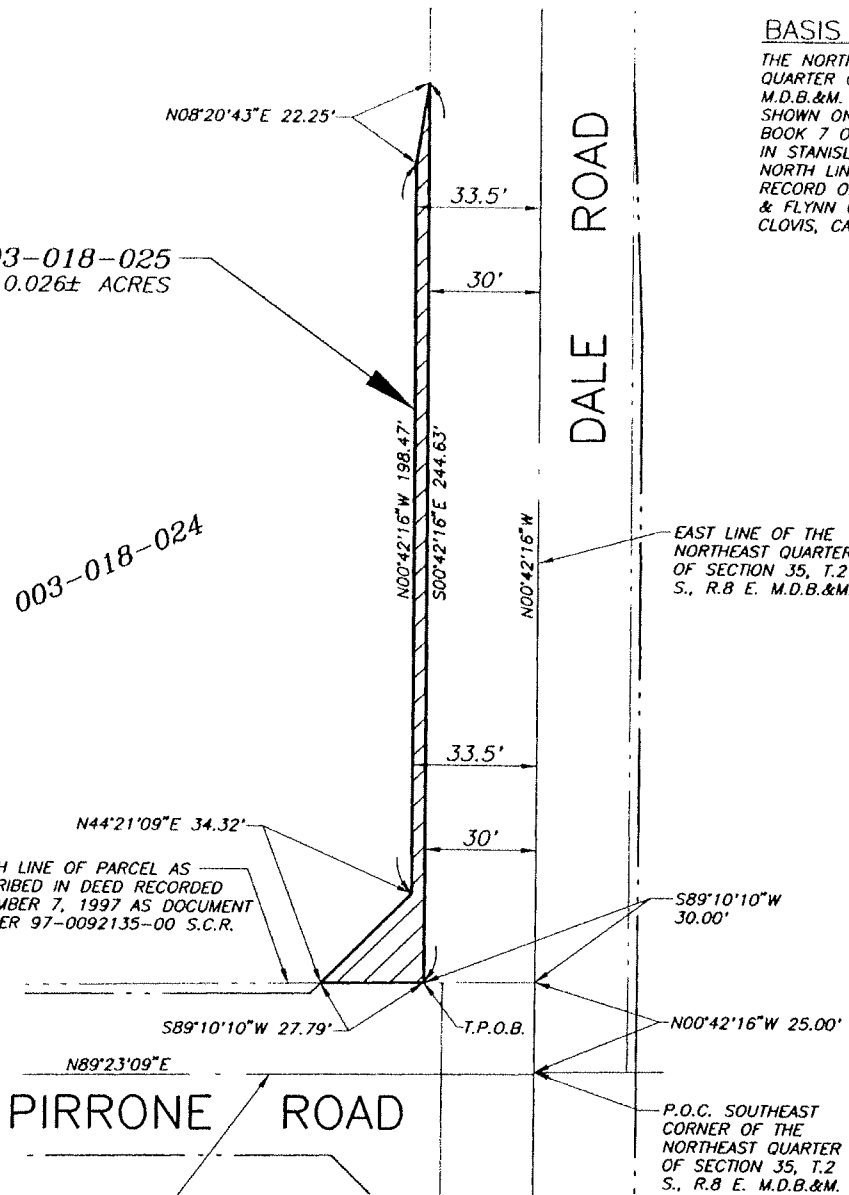 BASIS
THE NORTH
QUARTER
M.D.B.&M.
SHOWN ON
BOOK 7 O
IN STANISL
NORTH LIN
RECORD O
& FLYNN
CLOVIS, CA
N08°20'43"E 22.25'
33.5'
30'
DALE ROAD
03-018-025
0.026± ACRES
N00°42'16"W 198.47'
S00°42'16"E 244.63'
N00°42'16"W
003-018-024
EAST LINE OF THE
NORTHEAST QUARTER
OF SECTION 35, T.2
S., R.8 E. M.D.B.&M.
33.5'
30'
N44°21'09"E 34.32'
H LINE OF PARCEL AS
RIBED IN DEED RECORDED
MBER 7, 1997 AS DOCUMENT
ER 97-0092135-00 S.C.R.
S89°10'10"W
30.00'
S89°10'10"W 27.79'
T.P.O.B.
N00°42'16"W 25.00'
N89°23'09"E
PIRRONE ROAD
P.O.C. SOUTHEAST
CORNER OF THE
NORTHEAST QUARTER
OF SECTION 35, T.2
S., R.8 E. M.D.B.&M.